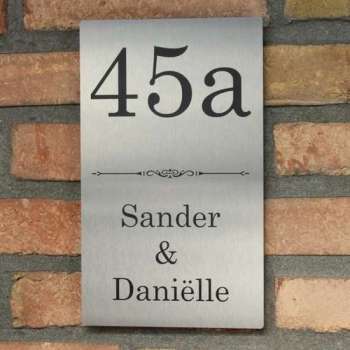 45a
Sander
&
Daniëlle